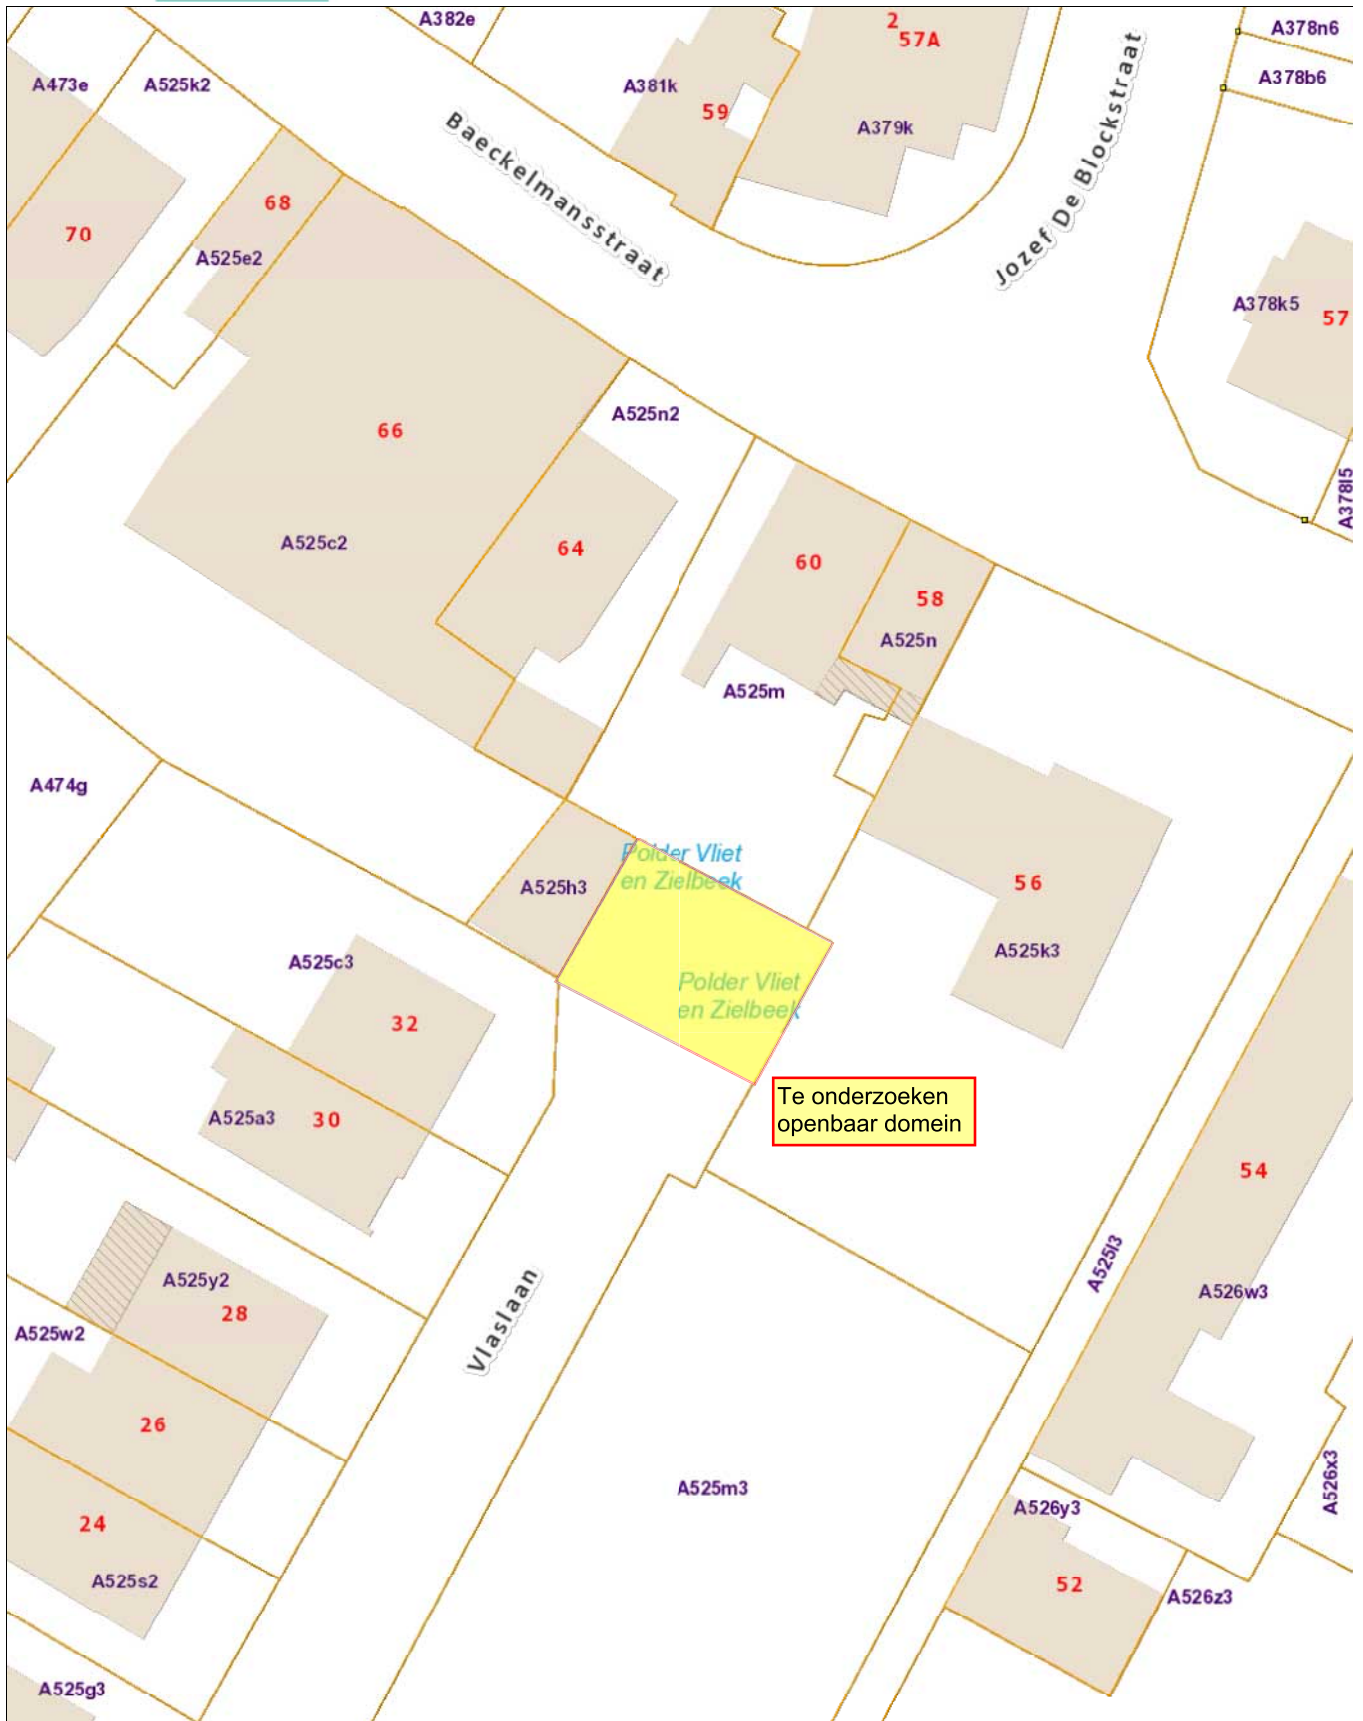 A382e
2
57A
A378n6
A473e
A525k2
A381k
59
A379k
A378b6
Baeckelmansstraat
Jozef De Blockstraat
68
70
A525e2
A378k5
57
66
A525n2
A378l5
A525c2
64
60
58
A525n
A525m
A474g
Polder Vliet
en Zielbeek
A525h3
56
A525k3
A525c3
Polder Vliet
en Zielbeek
32
Te onderzoeken
openbaar domein
A525a3
30
54
A525l3
A525y2
28
A525w2
Vlaslaan
A526w3
26
A525m3
A526x3
24
A526y3
A525s2
52
A526z3
A525g3